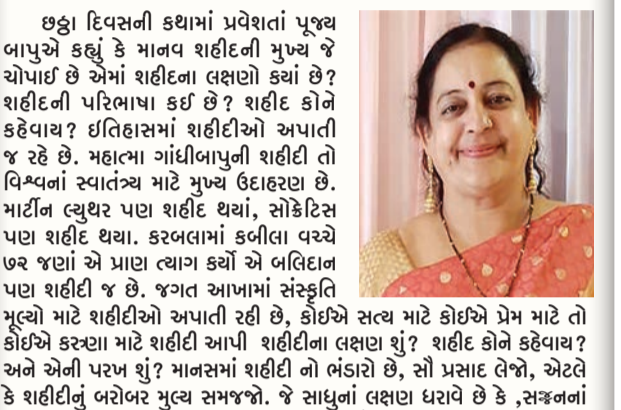 છઠ્ઠા દિવસની કથામાં પ્રવેશતાં પૂજ્ય
બાપુએ કહ્યું કે માનવ શહીદની મુખ્ય જે
ચોપાઈ છે એમાં શહીદના લક્ષણો કયાં છે?
શહીદની પરિભાષા કઈ છે? શહીદ કોને
કહેવાય? ઈતિહાસમાં શહીદીઓ અપાતી
જ રહે છે. મહાત્મા ગાંધીબાપુની શહીદી તો
વિશ્વનાં સ્વાતંત્ર્ય માટે મુખ્ય ઉદાહરણ છે.
માર્ટીન લ્યુથર પણ શહીદ થયાં, સોક્રેટિસ
પણ શહીદ થયા. કરબલામાં કબીલા વચ્ચે
૭૨ જણાં એ પ્રાણ ત્યાગ કર્યો એ બલિદાન
પણ શહીદી જ છે. જગત આખામાં સંસ્કૃતિ
મૂલ્યો માટે શહીદીઓ અપાતી રહી છે, કોઈએ સત્ય માટે કોઈએ પ્રેમ માટે તો
કોઈએ કરુણા માટે શહીદી આપી શહીદીના લક્ષણ શું? શહીદ કોને કહેવાય?
અને એની પરખ શું? માનસમાં શહીદી નો ભંડારો છે, સૌ પ્રસાદ લેજો, એટલે
કે શહીદીનું બરોબર મુલ્ય સમજજો. જે સાધુનાં લક્ષણ ધરાવે છે કે ,સજ્જનનાં